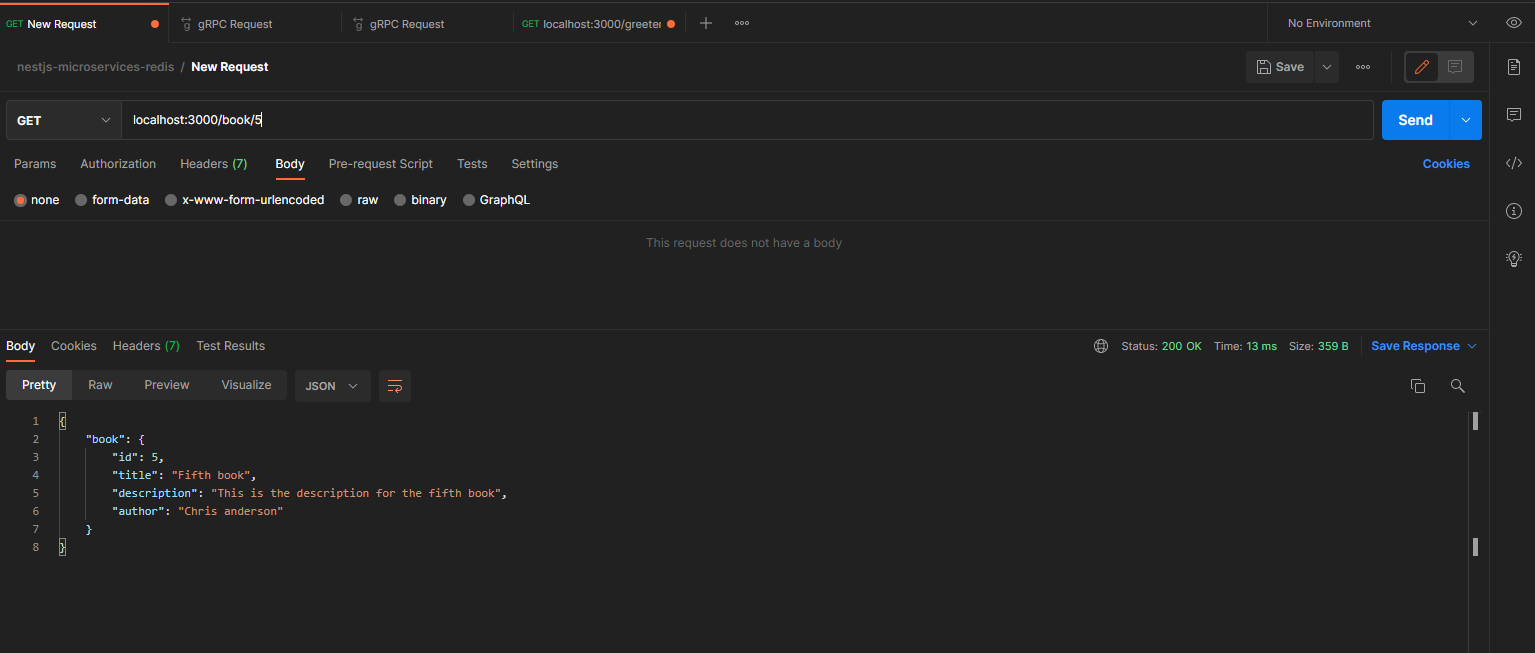 GET New Request gRPC Request gRPC Request GET localhost:3000/greeter No Environment
nestjs-microservices-redis / New Request Save
GET localhost:3000/book/5 Send
Params Authorization Headers (7) Body Pre-request Script Tests Settings Cookies
none form-data x-www-form-urlencoded raw binary GraphQL
This request does not have a body
Body Cookies Headers (7) Test Results Status: 200 OK Time: 13 ms Size: 359 B Save Response
Pretty Raw Preview Visualize JSON
1 {
2 "book": {
3 "id": 5,
4 "title": "Fifth book",
5 "description": "This is the description for the fifth book",
6 "author": "Chris anderson"
7 }
8 }